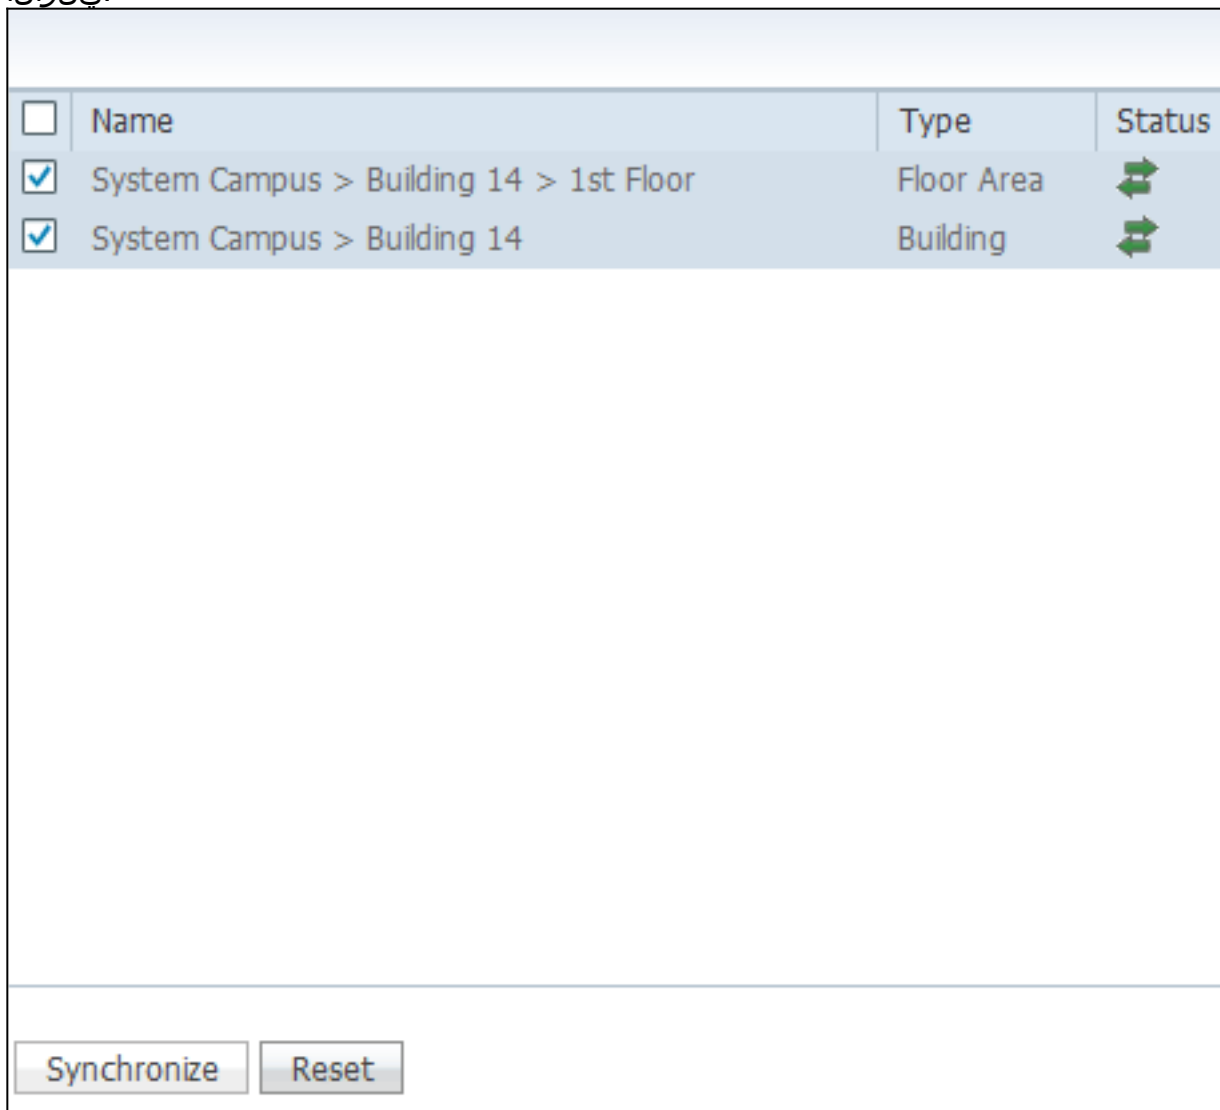 Name Type Status
System Campus > Building 14 > 1st Floor Floor Area
System Campus > Building 14 Building
Synchronize Reset